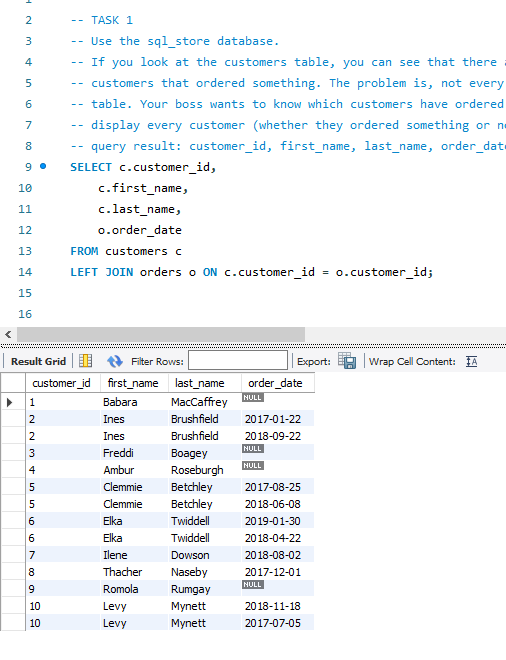 1
2 -- TASK 1
3 -- Use the sql_store database.
4 -- If you look at the customers table, you can see that there
5 -- customers that ordered something. The problem is, not every
6 -- table. Your boss wants to know which customers have ordered
7 -- display every customer (whether they ordered something or
8 -- query result: customer_id, first_name, last_name,
9 SELECT c.customer_id,
10 c.first_name,
11 c.last_name,
12 o.order_date
13 FROM customers c
14 LEFT JOIN orders o ON c.customer_id = o.customer_id;
15
16
Result Grid Filter Rows: Export: Wrap Cell Content:
customer_id first_name last_name order_date
1 Babara MacCaffrey NULL
2 Ines Brushfield 2017-01-22
2 Ines Brushfield 2018-09-22
3 Freddi Boagey NULL
4 Ambur Roseburgh NULL
5 Clemmie Betchley 2017-08-25
5 Clemmie Betchley 2018-06-08
6 Elka Twiddell 2019-01-30
6 Elka Twiddell 2018-04-22
7 Ilene Dowson 2018-08-02
8 Thacher Naseby 2017-12-01
9 Romola Rumgay NULL
10 Levy Mynett 2018-11-18
10 Levy Mynett 2017-07-05